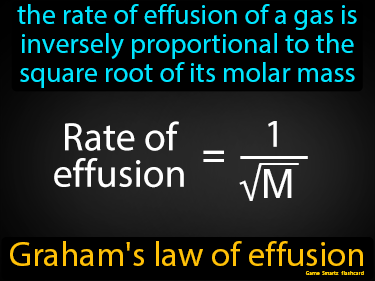 the rate of effusion of a gas is
inversely proportional to the
square root of its molar mass
Rate of effusion = 1/√M
Graham's law of effusion
Game Smartz flashcard